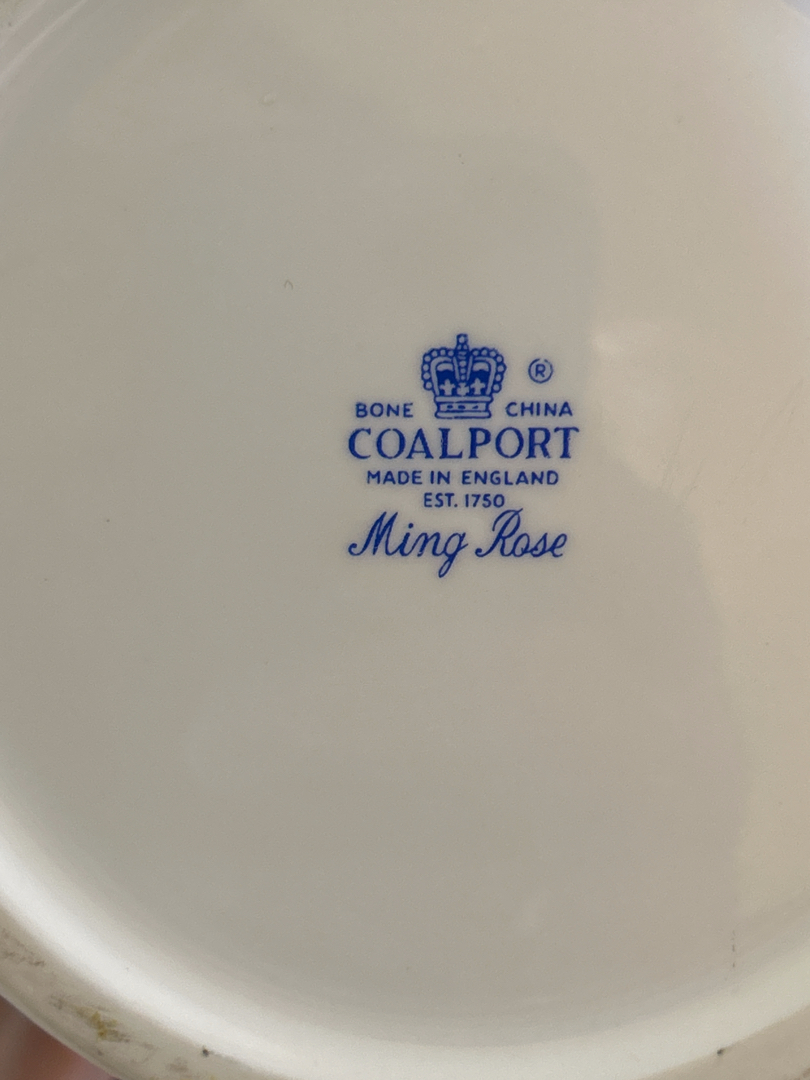 ®
BONE CHINA
COALPORT
MADE IN ENGLAND
EST. 1750
Ming Rose